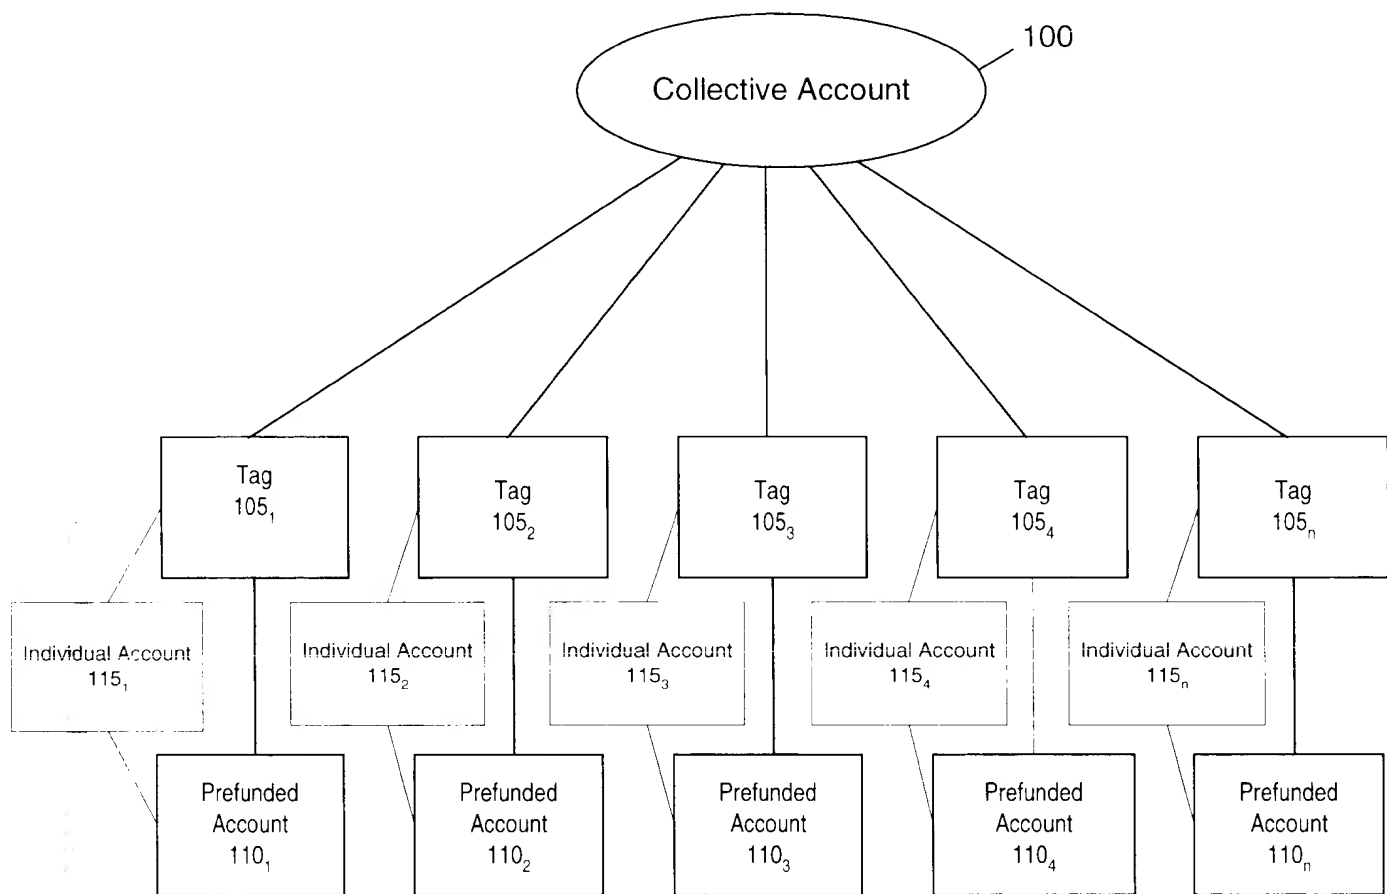 100
Collective Account
Tag
105₁
Tag
105₂
Tag
105₃
Tag
105₄
Tag
105ₙ
Individual Account
115₁
Individual Account
115₂
Individual Account
115₃
Individual Account
115₄
Individual Account
115ₙ
Prefunded
Account
110₁
Prefunded
Account
110₂
Prefunded
Account
110₃
Prefunded
Account
110₄
Prefunded
Account
110ₙ